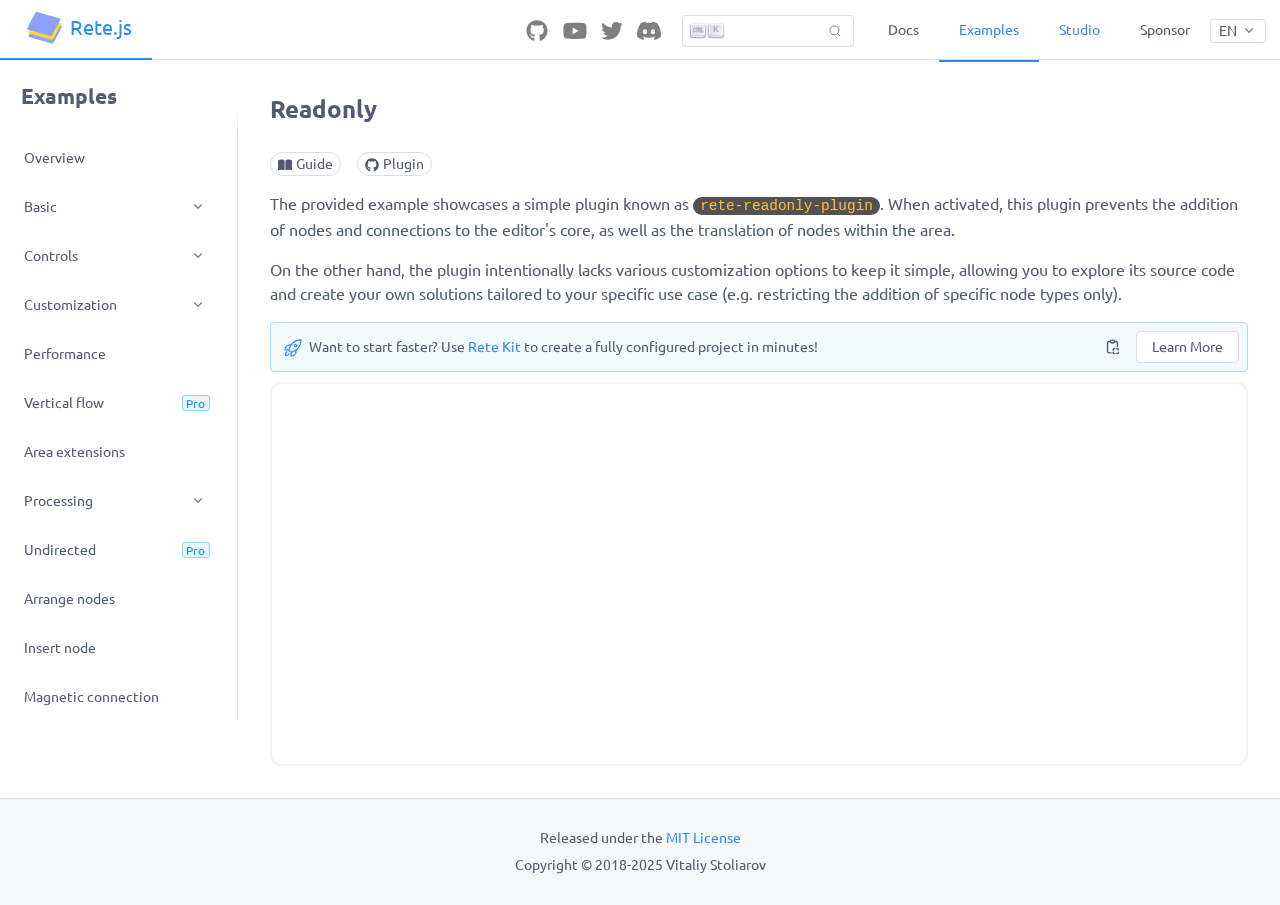 Rete.js
K
Docs
Examples
Studio
Sponsor
EN
Examples
Overview
Basic
Controls
Customization
Performance
Vertical flow Pro
Area extensions
Processing
Undirected Pro
Arrange nodes
Insert node
Magnetic connection
Readonly
Guide
Plugin
The provided example showcases a simple plugin known as rete-readonly-plugin. When activated, this plugin prevents the addition
of nodes and connections to the editor's core, as well as the translation of nodes within the area.
On the other hand, the plugin intentionally lacks various customization options to keep it simple, allowing you to explore its source code
and create your own solutions tailored to your specific use case (e.g. restricting the addition of specific node types only).
Want to start faster? Use Rete Kit to create a fully configured project in minutes!
Learn More
Released under the MIT License
Copyright © 2018-2025 Vitaliy Stoliarov